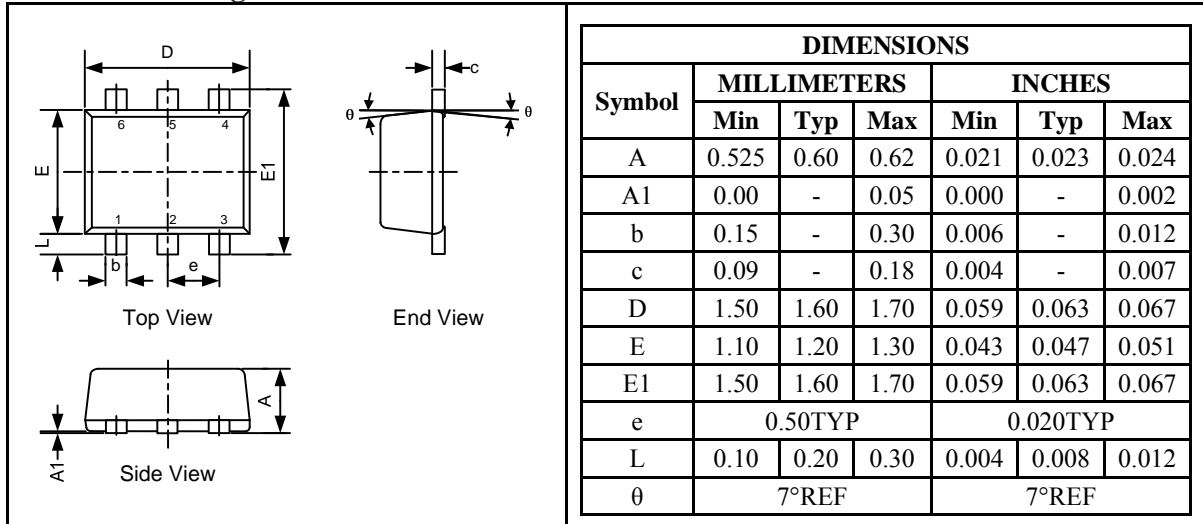 D
6 5 4
E
E1
1 2 3
L
b
e
Top View
c
θ
θ
End View
A
A1
Side View
DIMENSIONS
Symbol MILLIMETERS INCHES
Min Typ Max Min Typ Max
A 0.525 0.60 0.62 0.021 0.023 0.024
A1 0.00 - 0.05 0.000 - 0.002
b 0.15 - 0.30 0.006 - 0.012
c 0.09 - 0.18 0.004 - 0.007
D 1.50 1.60 1.70 0.059 0.063 0.067
E 1.10 1.20 1.30 0.043 0.047 0.051
E1 1.50 1.60 1.70 0.059 0.063 0.067
e 0.50TYP 0.020TYP
L 0.10 0.20 0.30 0.004 0.008 0.012
θ 7°REF 7°REF